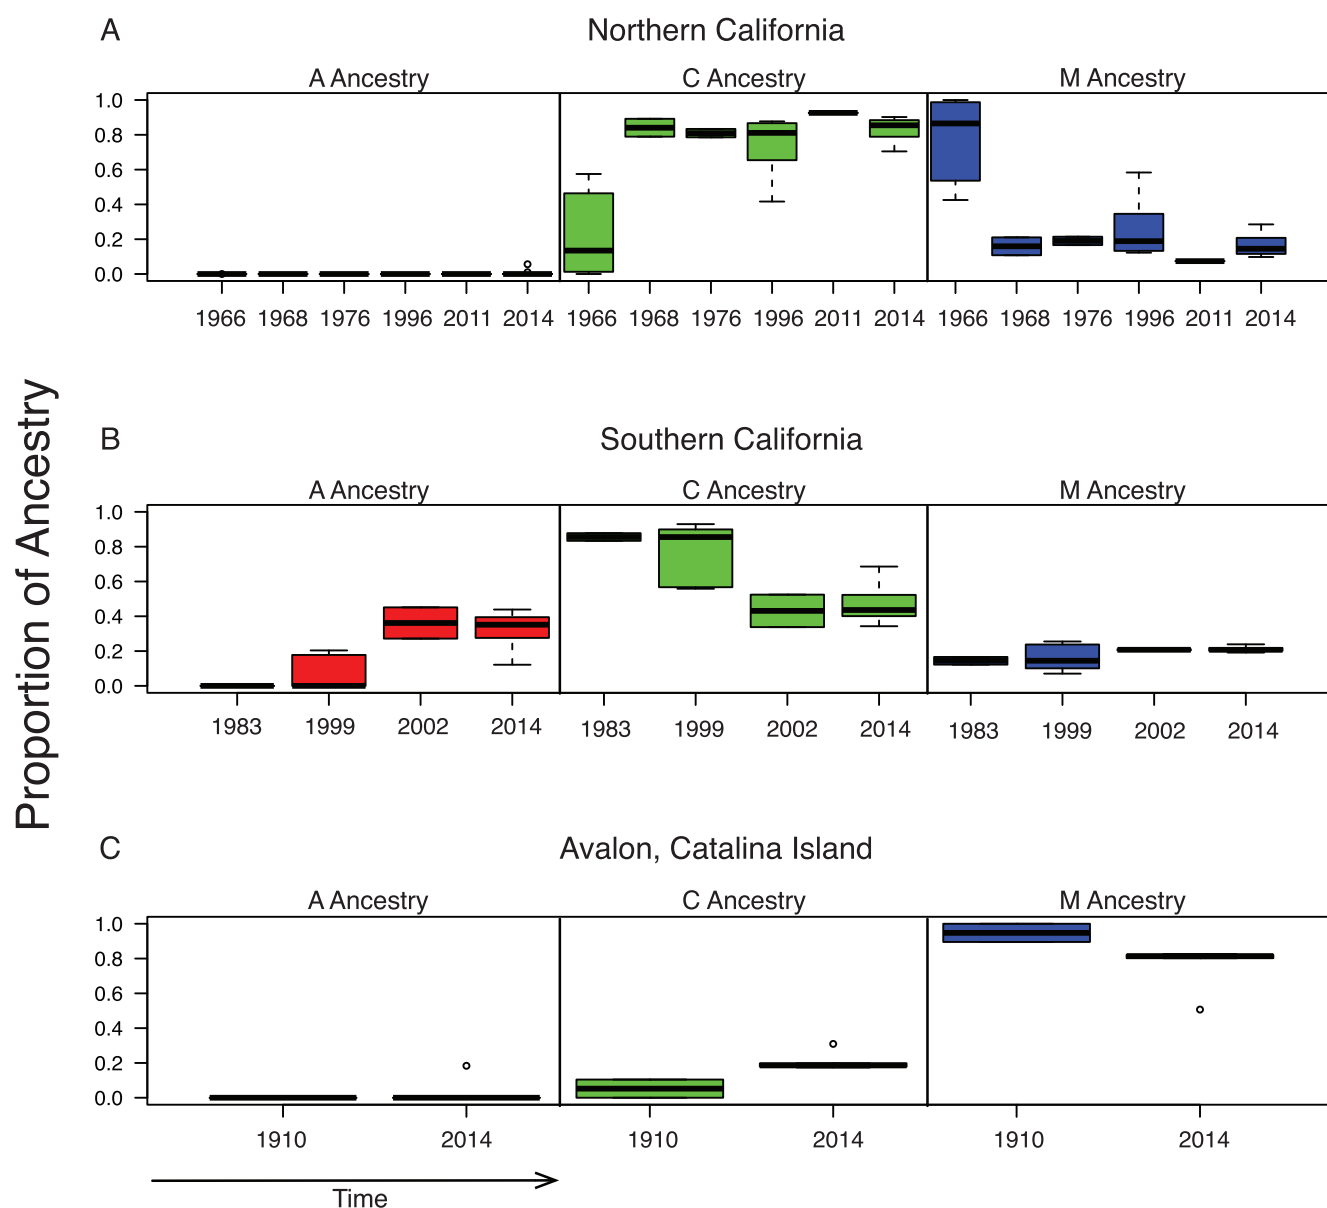 A
Northern California
A Ancestry C Ancestry M Ancestry
1.0
0.8
0.6
0.4
0.2
0.0
1966 1968 1976 1996 2011 2014 1966 1968 1976 1996 2011 2014 1966 1968 1976 1996 2011 2014
Proportion of Ancestry
B
Southern California
A Ancestry C Ancestry M Ancestry
1.0
0.8
0.6
0.4
0.2
0.0
1983 1999 2002 2014 1983 1999 2002 2014 1983 1999 2002 2014
C
Avalon, Catalina Island
A Ancestry C Ancestry M Ancestry
1.0
0.8
0.6
0.4
0.2
0.0
1910 2014 1910 2014 1910 2014
Time